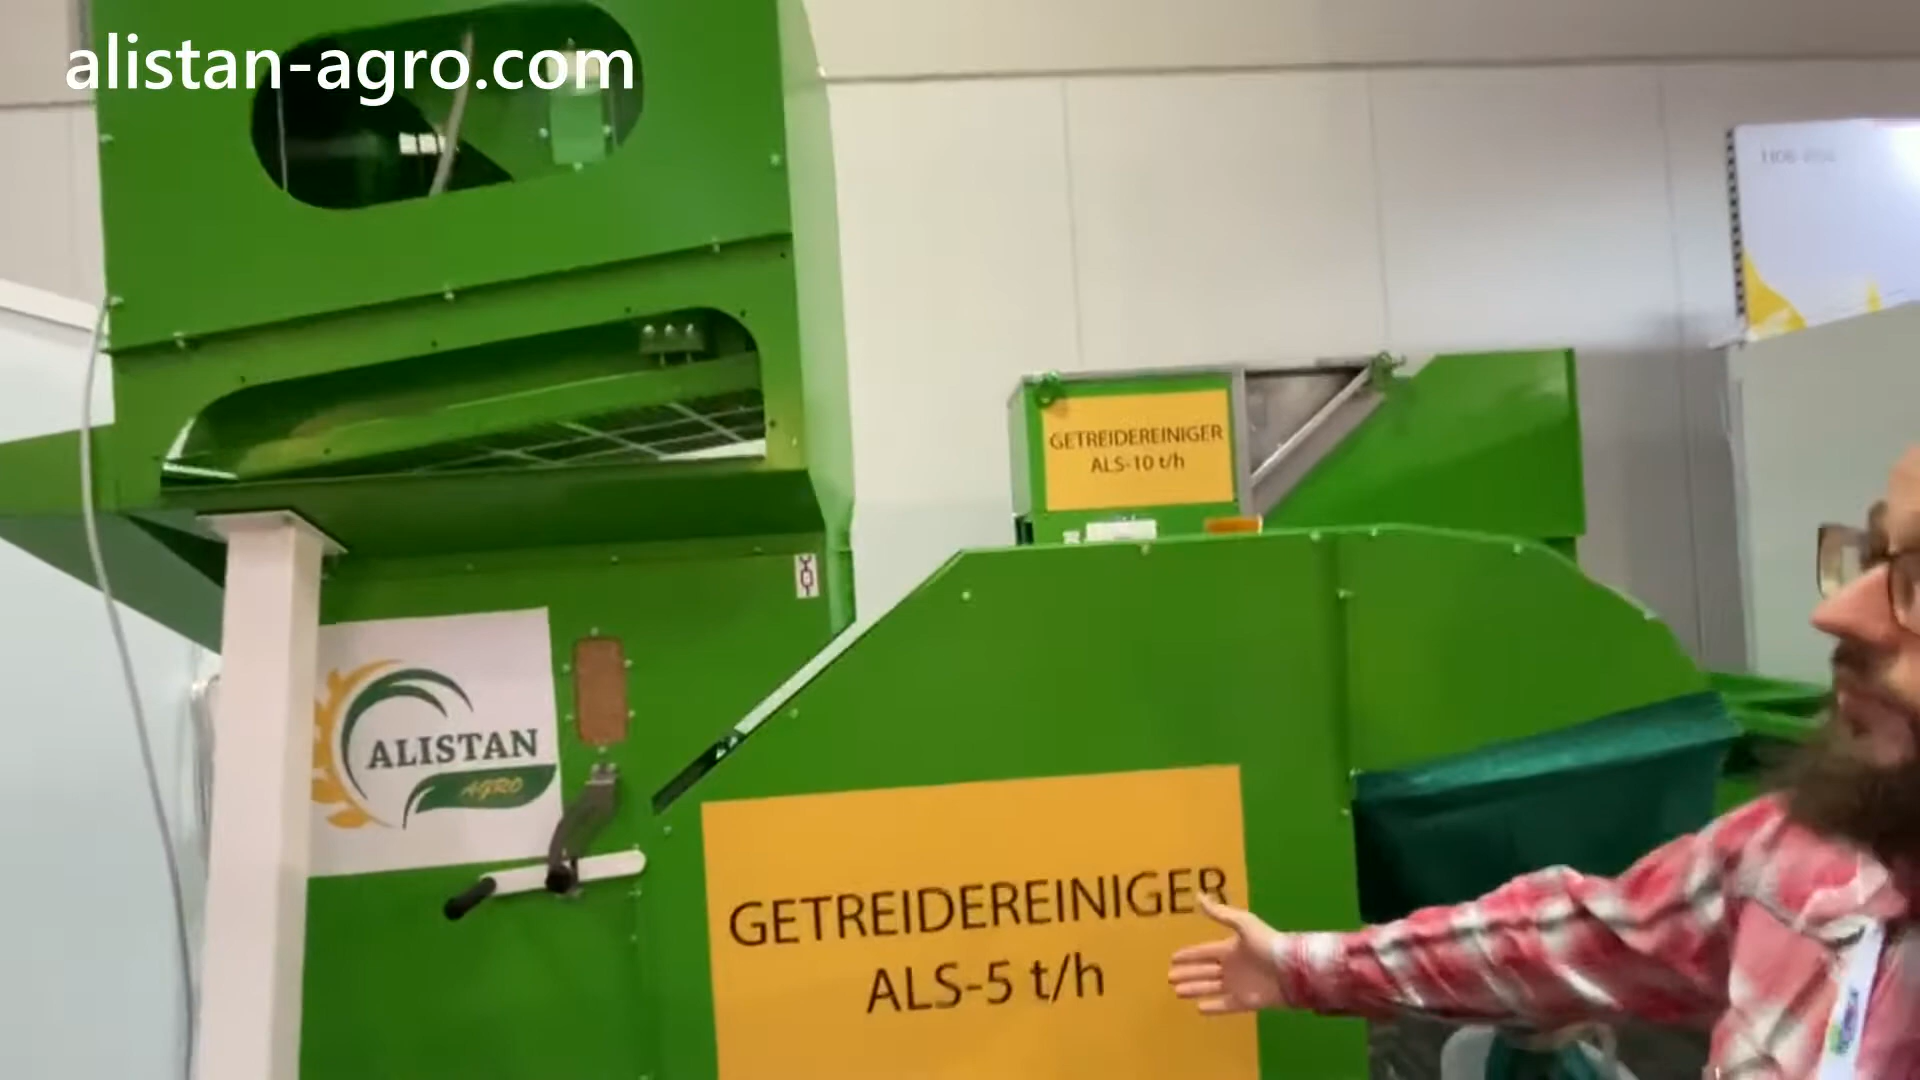 alistan-agro.com
GETREIDEREINIGER
ALS-10 t/h
ALISTAN
AGRO
GETREIDEREINIGER
ALS-5 t/h